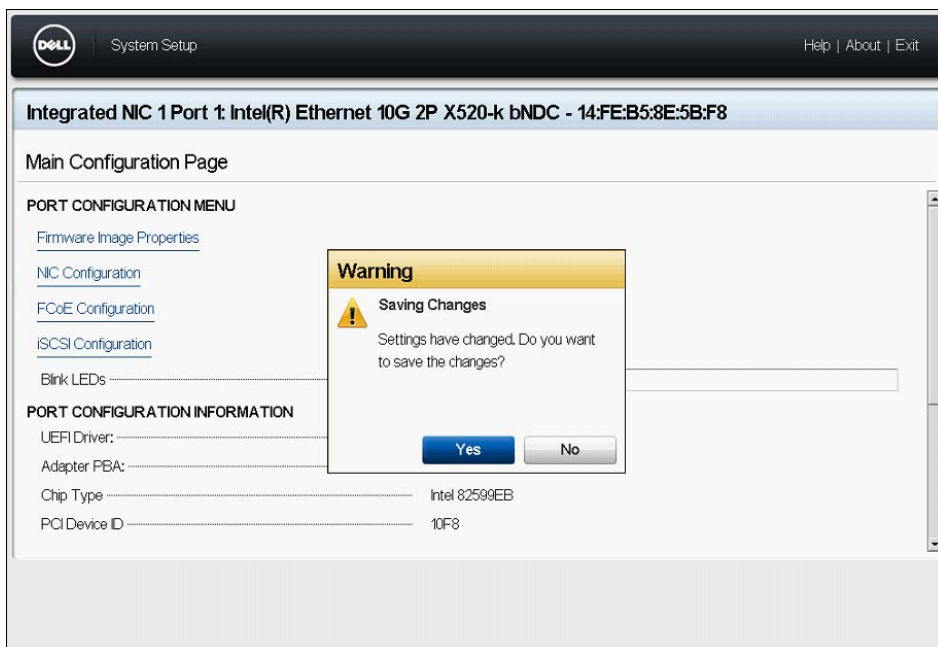 DELL
System Setup
Help | About | Exit
Integrated NIC 1 Port 1: Intel(R) Ethernet 10G 2P X520-k bNDC - 14:FE:B5:8E:5B:F8
Main Configuration Page
PORT CONFIGURATION MENU
Firmware Image Properties
NIC Configuration
FCoE Configuration
iSCSI Configuration
Blink LEDs
PORT CONFIGURATION INFORMATION
UEFI Driver:
Adapter PBA:
Chip Type Intel 82599EB
PCI Device ID 10F8
Warning
Saving Changes
Settings have changed. Do you want
to save the changes?
Yes No